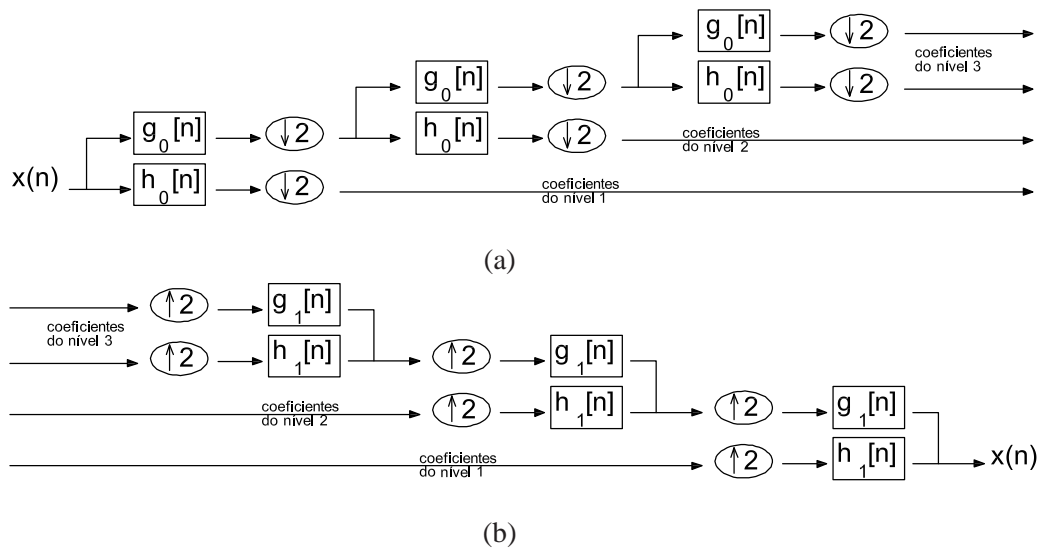 g₀[n] ↓2
coeficientes
do nível 3
g₀[n] ↓2 h₀[n] ↓2
g₀[n] ↓2 h₀[n] ↓2
coeficientes
do nível 2
x(n) h₀[n] ↓2
coeficientes
do nível 1
(a)
↑2 g₁[n]
coeficientes
do nível 3
↑2 h₁[n] ↑2 g₁[n]
coeficientes
do nível 2
↑2 h₁[n] ↑2 g₁[n]
coeficientes
do nível 1
↑2 h₁[n] x(n)
(b)